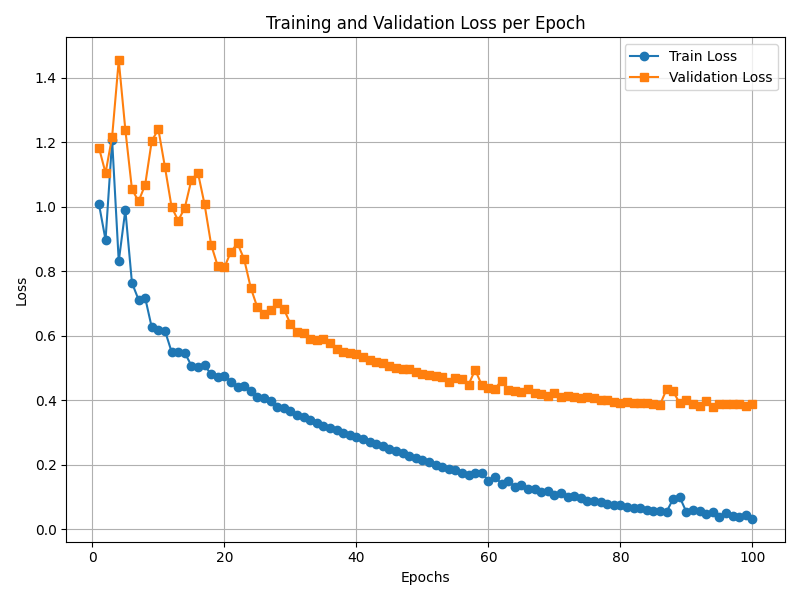 Training and Validation Loss per Epoch
Train Loss
Validation Loss
Loss
1.4
1.2
1.0
0.8
0.6
0.4
0.2
0.0
0 20 40 60 80 100
Epochs